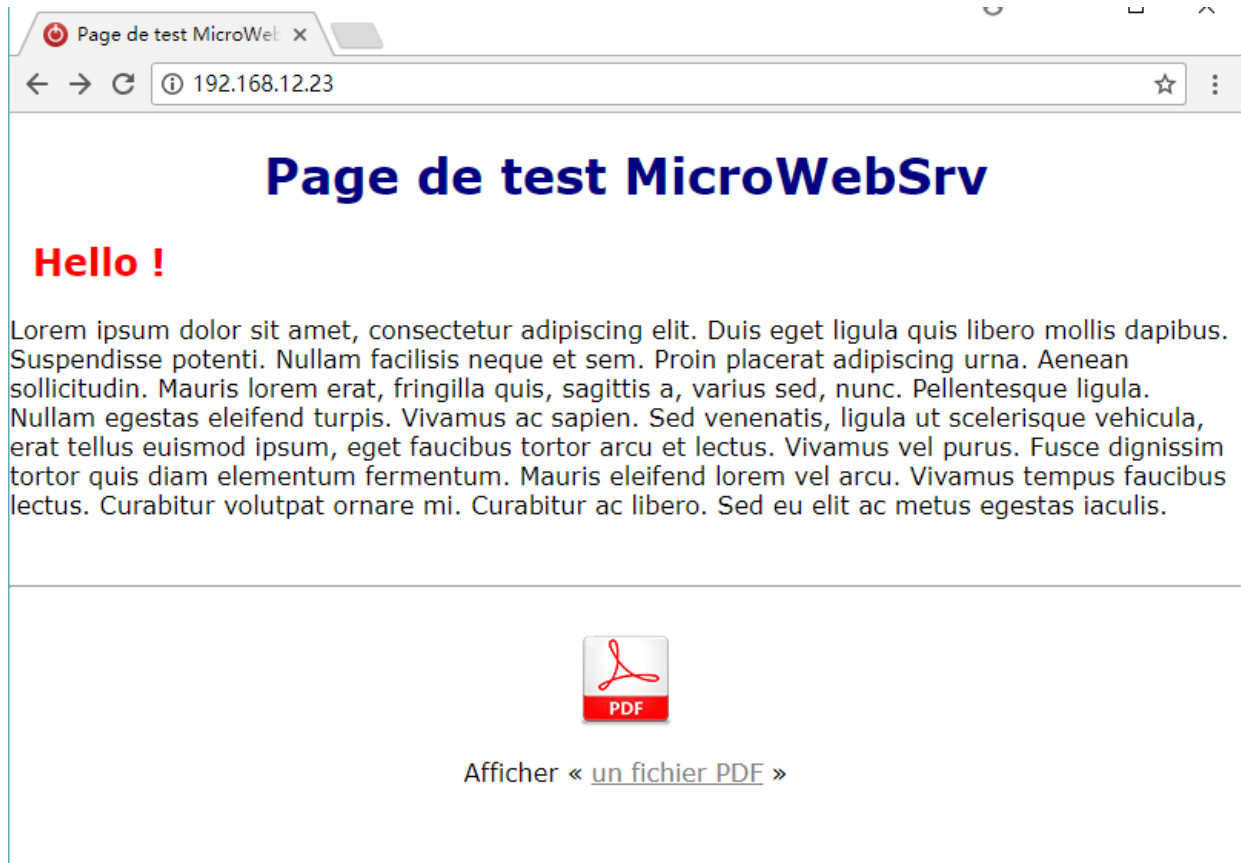 Page de test MicroWeb
192.168.12.23
Page de test MicroWebSrv
Hello !
Lorem ipsum dolor sit amet, consectetur adipiscing elit. Duis eget ligula quis libero mollis dapibus.
Suspendisse potenti. Nullam facilisis neque et sem. Proin placerat adipiscing urna. Aenean
sollicitudin. Mauris lorem erat, fringilla quis, sagittis a, varius sed, nunc. Pellentesque ligula.
Nullam egestas eleifend turpis. Vivamus ac sapien. Sed venenatis, ligula ut scelerisque vehicula,
erat tellus euismod ipsum, eget faucibus tortor arcu et lectus. Vivamus vel purus. Fusce dignissim
tortor quis diam elementum fermentum. Mauris eleifend lorem vel arcu. Vivamus tempus faucibus
lectus. Curabitur volutpat ornare mi. Curabitur ac libero. Sed eu elit ac metus egestas iaculis.
PDF
Afficher « un fichier PDF »